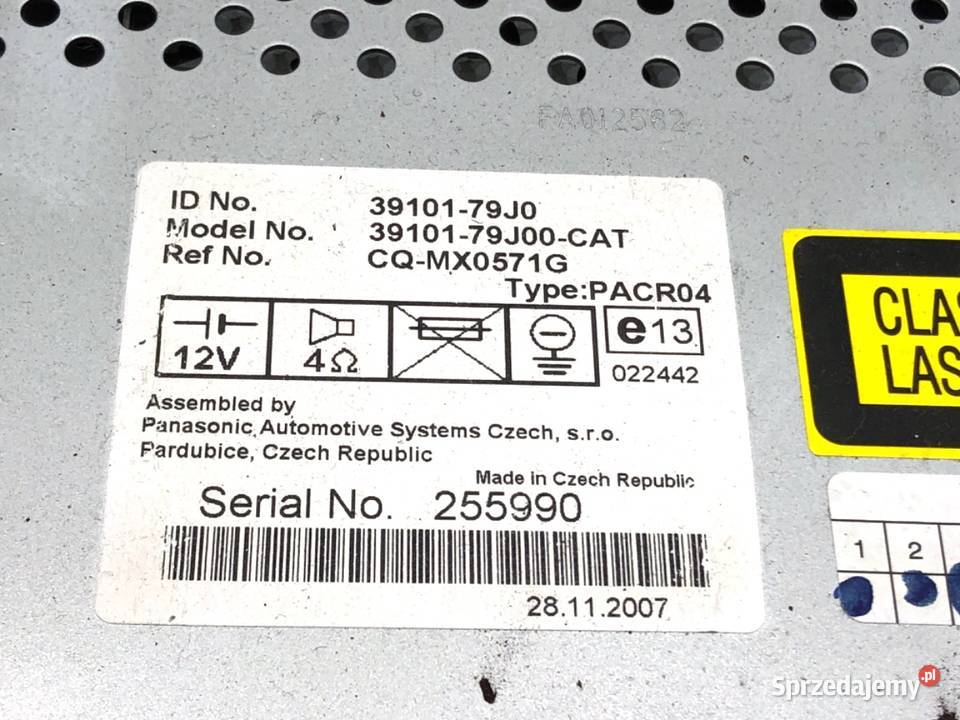 PA012582
ID No. 39101-79J0
Model No. 39101-79J00-CAT
Ref No. CQ-MX0571G
Type:PACR04
12V 4Ω e13
022442
Assembled by
Panasonic Automotive Systems Czech, s.r.o.
Pardubice, Czech Republic
Made in Czech Republic
Serial No. 255990
28.11.2007
CLAS
LAS
1 2
Sprzedajemy.pl